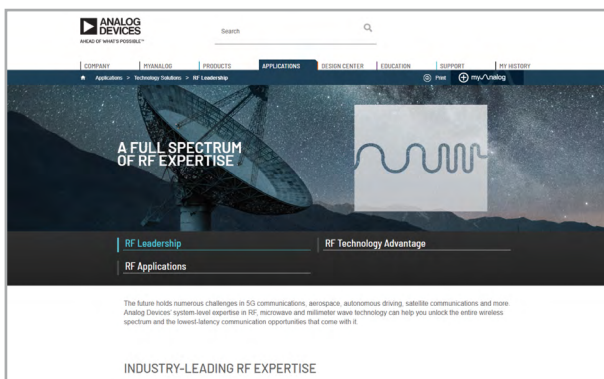 ANALOG
DEVICES
AHEAD OF WHAT'S POSSIBLE™
Search
COMPANY
MYANALOG
PRODUCTS
APPLICATIONS
DESIGN CENTER
EDUCATION
SUPPORT
MY HISTORY
Applications > Technology Solutions > RF Leadership
Print
myAnalog
A FULL SPECTRUM
OF RF EXPERTISE
RF Leadership
RF Technology Advantage
RF Applications
The future holds numerous challenges in 5G communications, aerospace, autonomous driving, satellite communications and more.
Analog Devices' system-level expertise in RF, microwave and millimeter wave technology can help you unlock the entire wireless
spectrum and the lowest-latency communication opportunities that come with it.
INDUSTRY-LEADING RF EXPERTISE